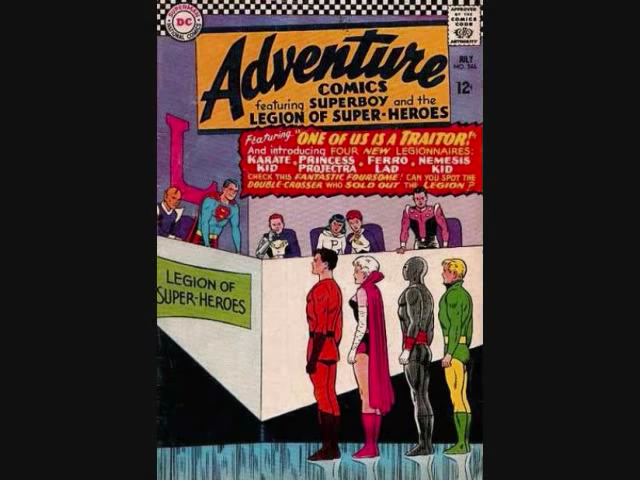 SUPERMAN
DC
NATIONAL COMICS
APPROVED
BY THE
COMICS
CODE
AUTHORITY
Adventure
COMICS
JULY
NO. 346
12¢
featuring SUPERBOY and the
LEGION OF SUPER-HEROES
Featuring "ONE OF US IS A TRAITOR!"
And introducing FOUR NEW LEGIONNAIRES:
KARATE KID • PRINCESS PROJECTRA • FERRO LAD • NEMESIS KID
CHECK THIS FANTASTIC FOURSOME! CAN YOU SPOT THE
DOUBLE-CROSSER WHO SOLD OUT THE LEGION?
L
P
LEGION OF
SUPER-HEROES